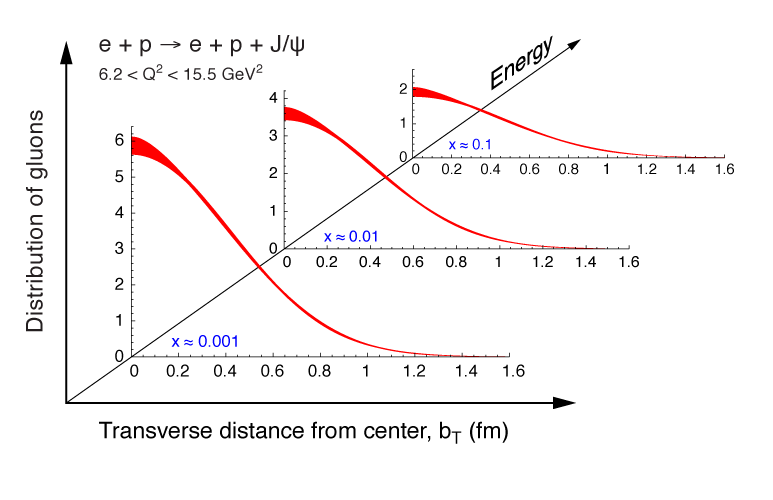 e + p → e + p + J/ψ
6.2 < Q² < 15.5 GeV²
Energy
Distribution of gluons
6
5
4
3
2
1
0
x ≈ 0.001
0 0.2 0.4 0.6 0.8 1 1.2 1.4 1.6
4
3
2
1
0
x ≈ 0.01
0 0.2 0.4 0.6 0.8 1 1.2 1.4 1.6
2
1
0
x ≈ 0.1
0 0.2 0.4 0.6 0.8 1 1.2 1.4 1.6
Transverse distance from center, b_T (fm)